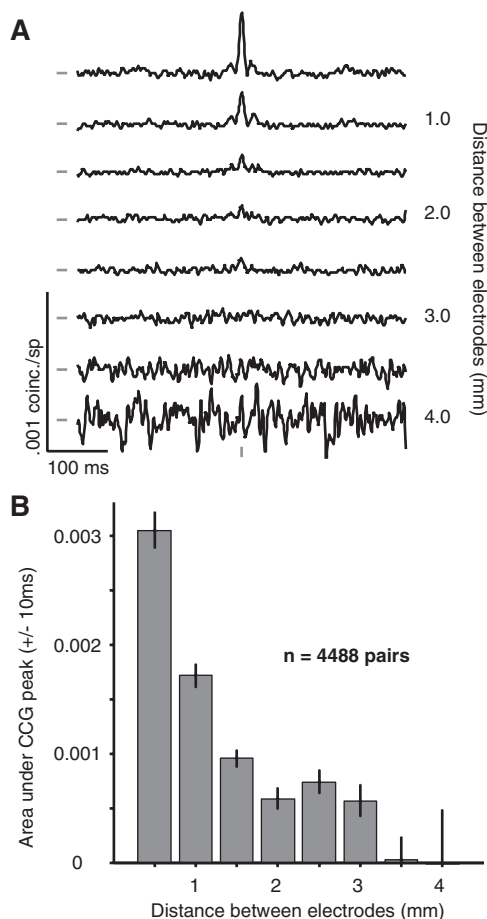 A
1.0
2.0
3.0
4.0
Distance between electrodes (mm)
.001 coinc./sp
100 ms
B
0.003
0.002
0.001
0
Area under CCG peak (+/- 10ms)
n = 4488 pairs
1 2 3 4
Distance between electrodes (mm)